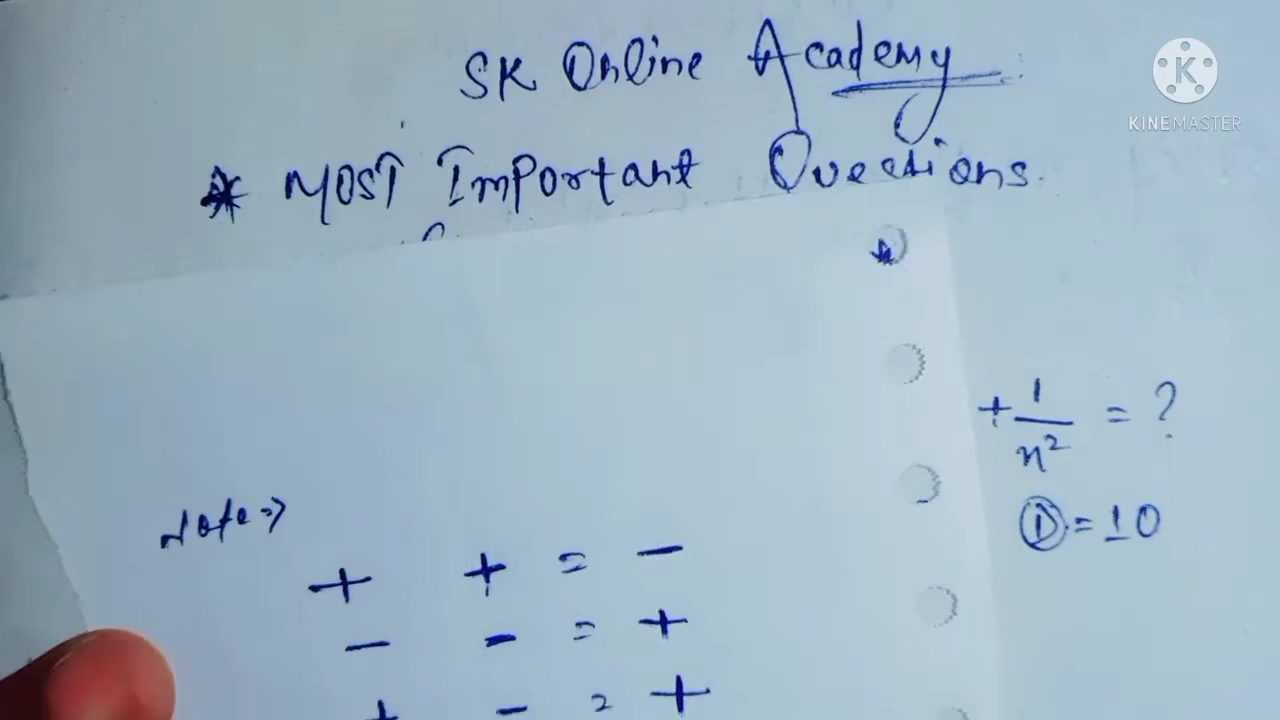 SK Online Academy
KINEMASTER
* MOST Important Questions.
+ 1/n² = ?
Ⓓ = 10
Note ⇒
+ + = -
- - = +
+ - = +